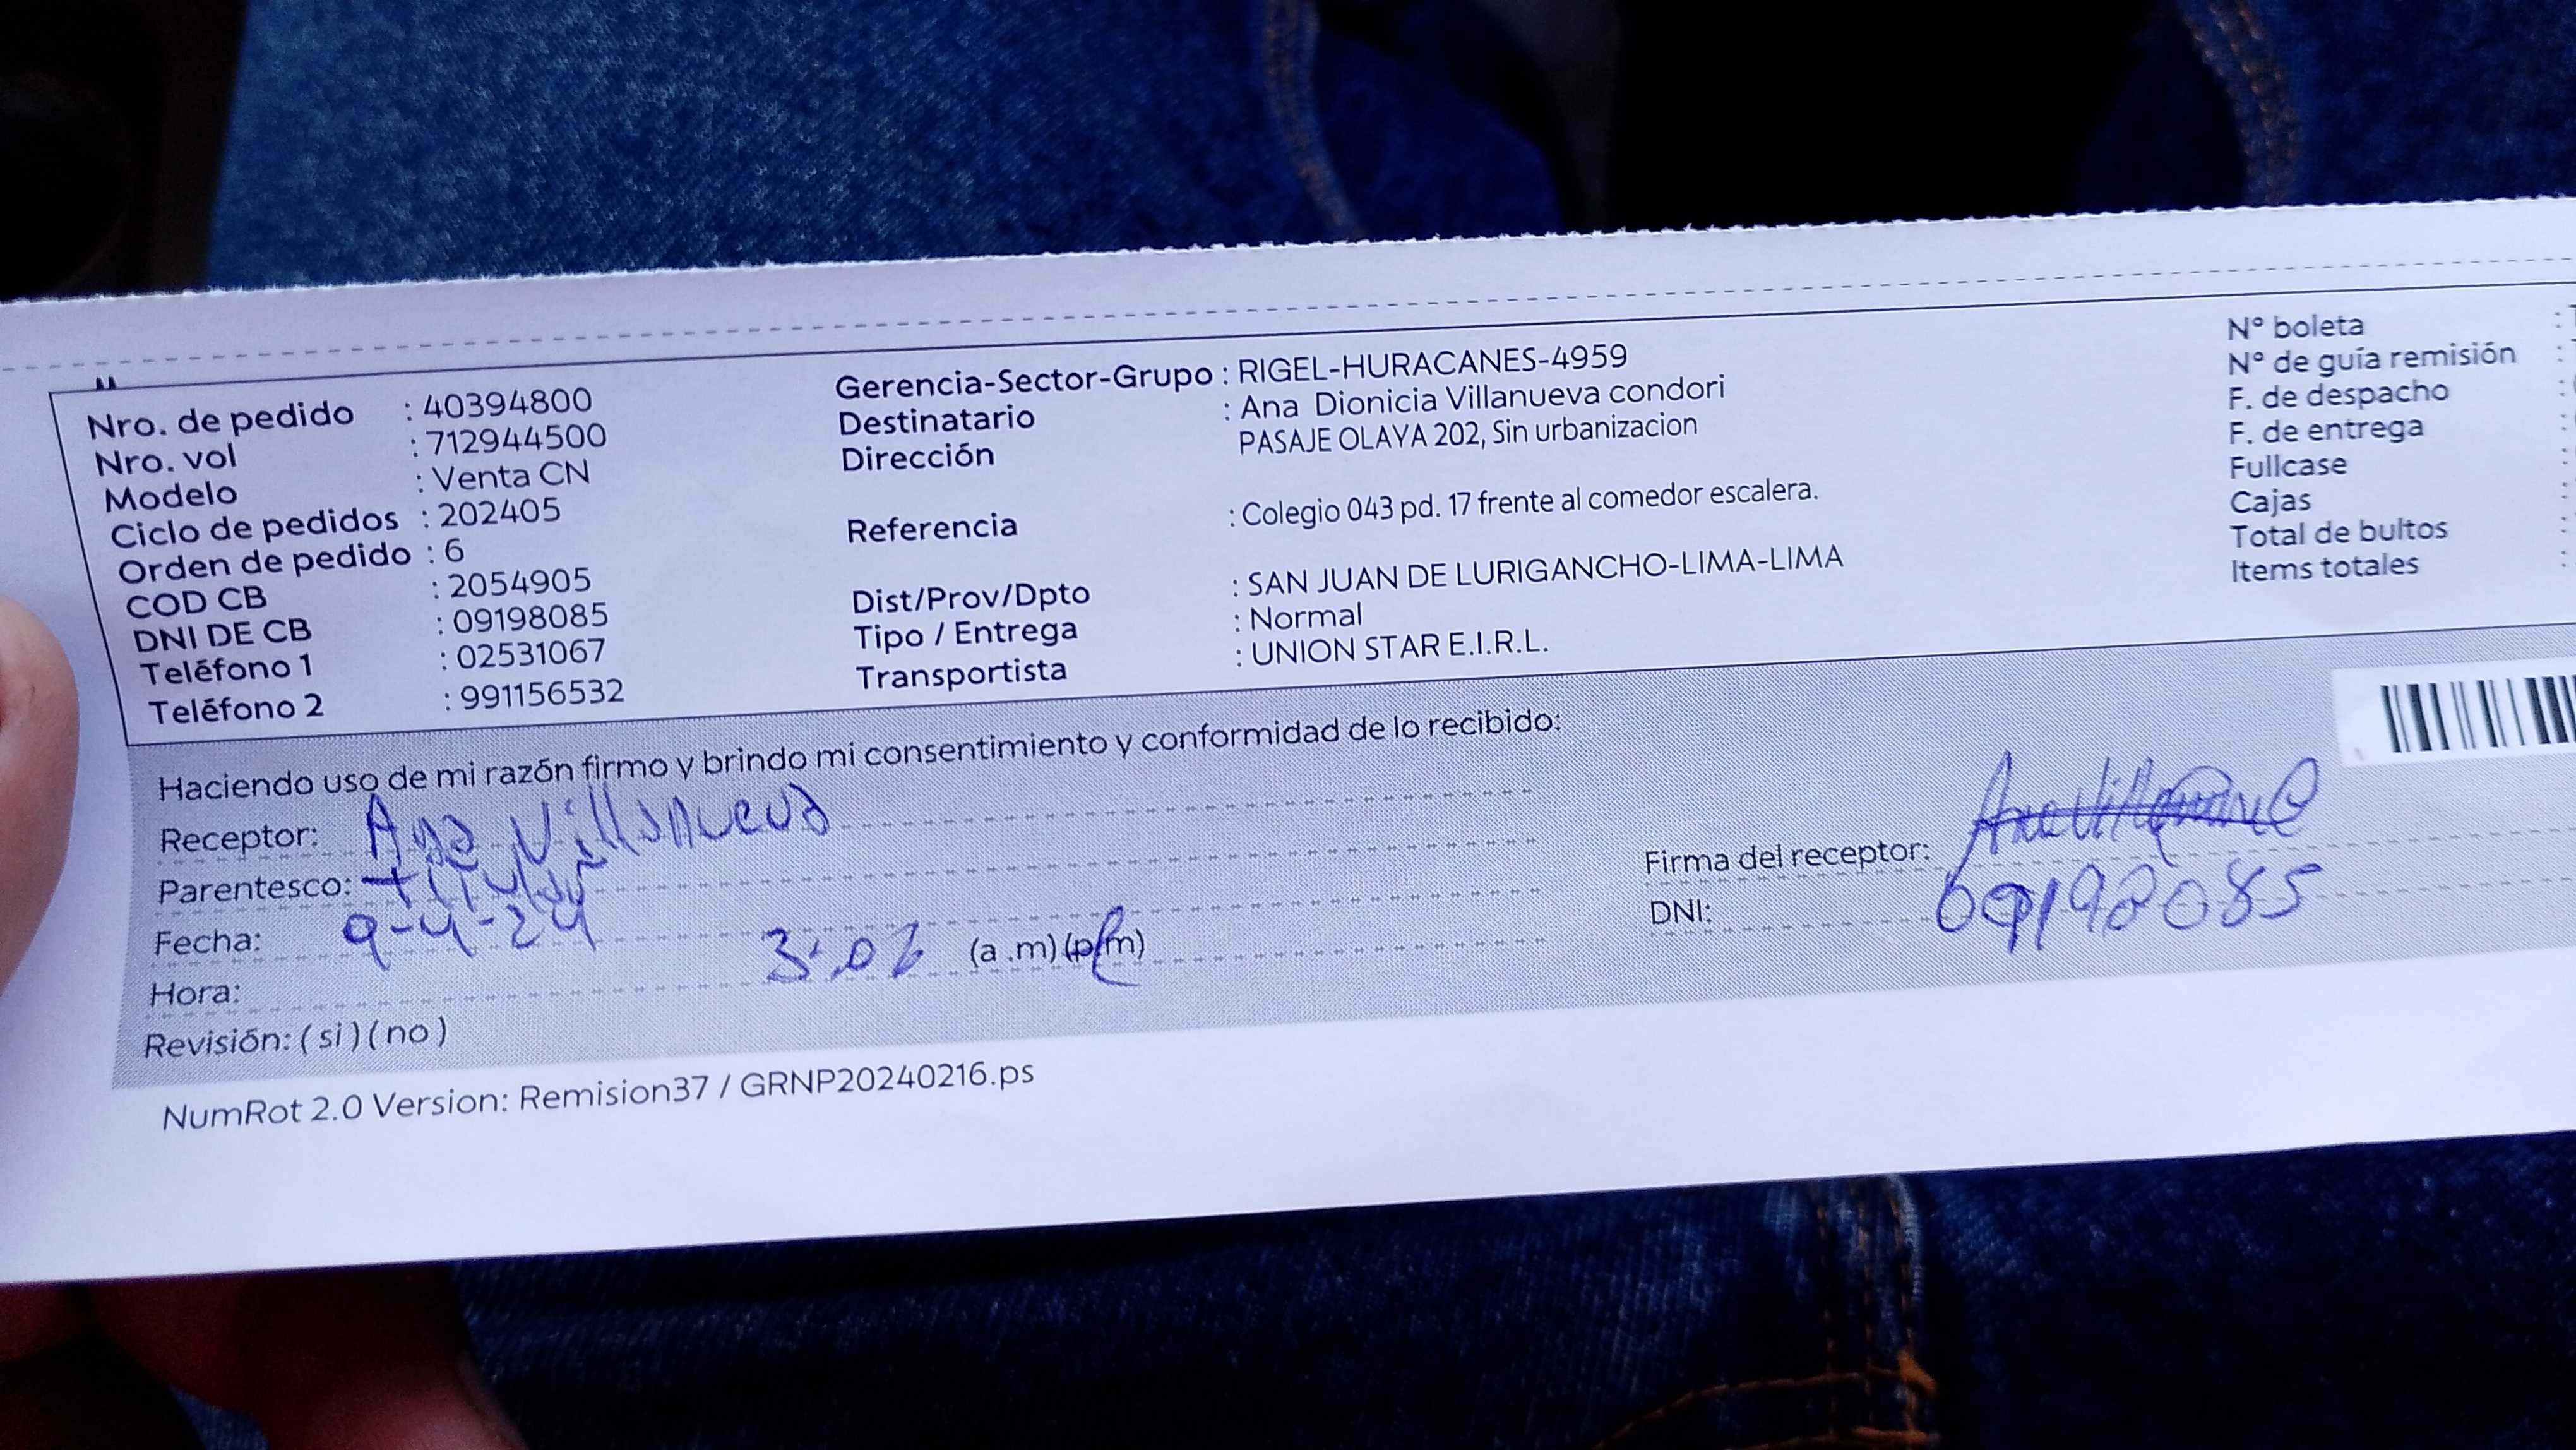 Nro. de pedido : 40394800
Nro. vol : 712944500
Modelo : Venta CN
Ciclo de pedidos : 202405
Orden de pedido : 6
COD CB : 2054905
DNI DE CB : 09198085
Teléfono 1 : 02531067
Teléfono 2 : 991156532
Gerencia-Sector-Grupo : RIGEL-HURACANES-4959
Destinatario : Ana Dionicia Villanueva condori
Dirección PASAJE OLAYA 202, Sin urbanizacion
Referencia : Colegio 043 pd. 17 frente al comedor escalera.
Dist/Prov/Dpto : SAN JUAN DE LURIGANCHO-LIMA-LIMA
Tipo / Entrega : Normal
Transportista : UNION STAR E.I.R.L.
N° boleta :
N° de guía remisión :
F. de despacho :
F. de entrega :
Fullcase :
Cajas :
Total de bultos :
Items totales :
Haciendo uso de mi razón firmo y brindo mi consentimiento y conformidad de lo recibido:
Receptor: Ana Villanueva
Parentesco:
Fecha: 9-4-24
Hora: (a .m) (p.m)
Revisión: ( si ) ( no )
Firma del receptor:
DNI: 09198085
NumRot 2.0 Version: Remision37 / GRNP20240216.ps